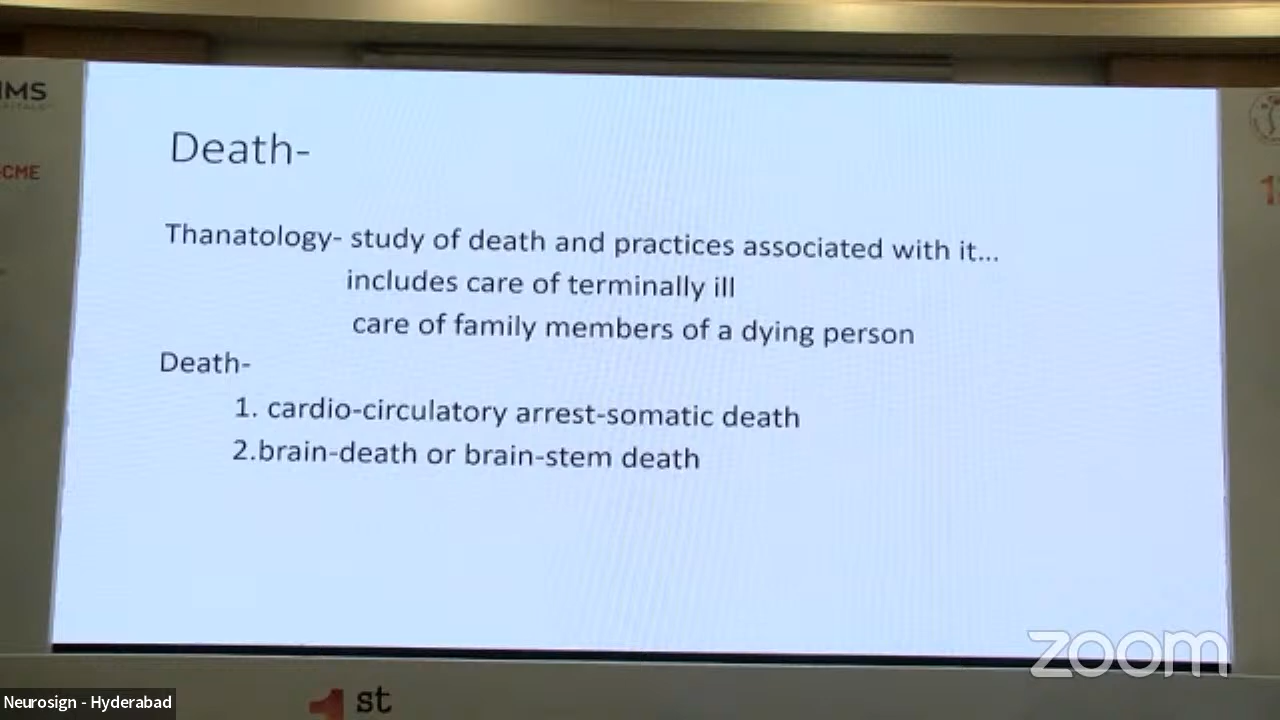 IMS
CME
Death-
Thanatology- study of death and practices associated with it...
includes care of terminally ill
care of family members of a dying person
Death-
1. cardio-circulatory arrest-somatic death
2.brain-death or brain-stem death
zoom
Neurosign - Hyderabad
1st